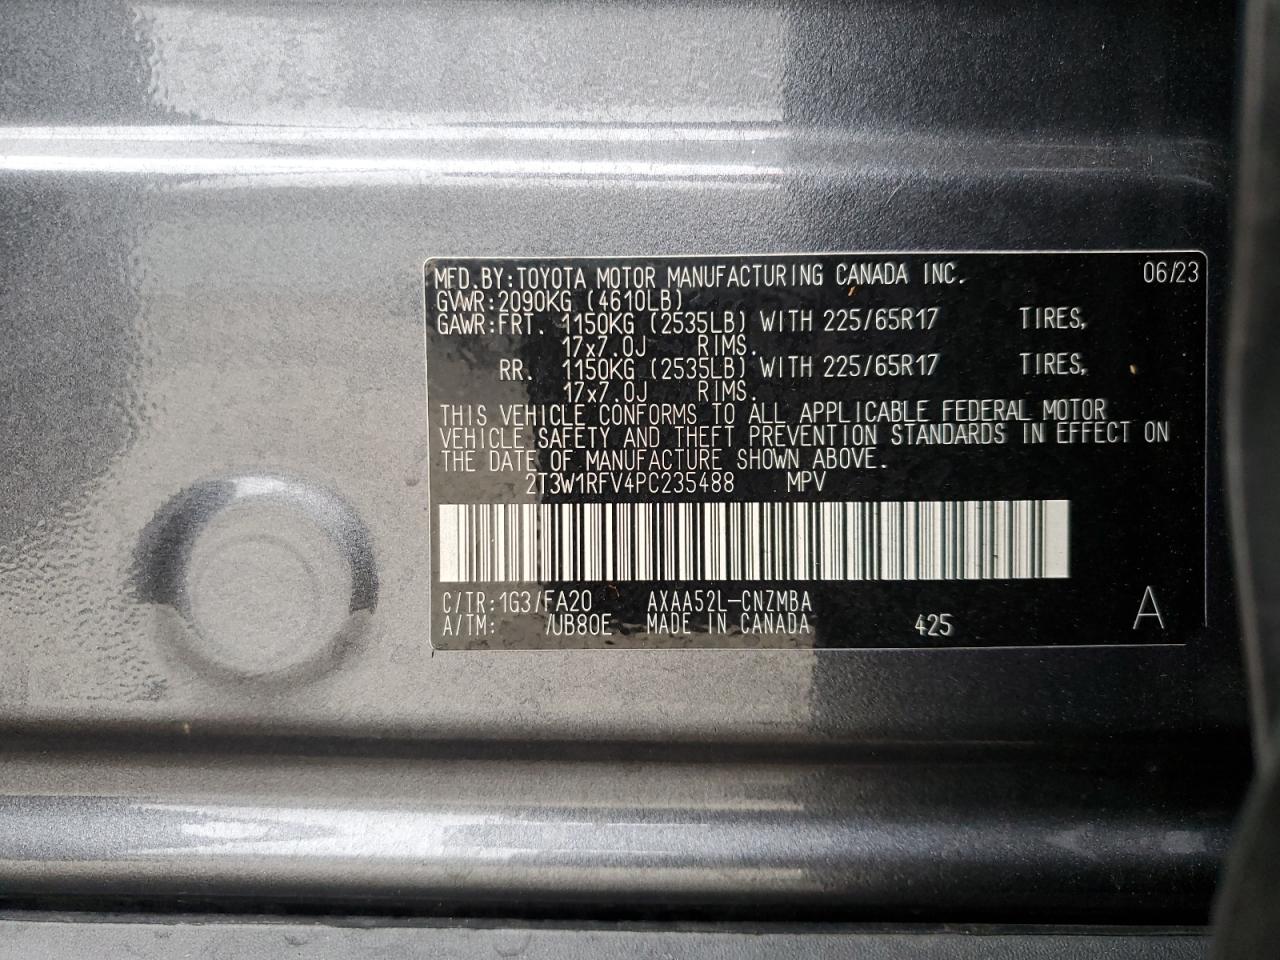 MFD.BY:TOYOTA MOTOR MANUFACTURING CANADA INC. 06/23
GVWR:2090KG (4610LB)
GAWR:FRT. 1150KG (2535LB) WITH 225/65R17 TIRES,
17x7.0J RIMS.
RR. 1150KG (2535LB) WITH 225/65R17 TIRES,
17x7.0J RIMS.
THIS VEHICLE CONFORMS TO ALL APPLICABLE FEDERAL MOTOR
VEHICLE SAFETY AND THEFT PREVENTION STANDARDS IN EFFECT ON
THE DATE OF MANUFACTURE SHOWN ABOVE.
2T3W1RFV4PC235488 MPV
C/TR:1G3/FA20 AXAA52L-CNZMBA
A/TM: /UB80E MADE IN CANADA 425 A